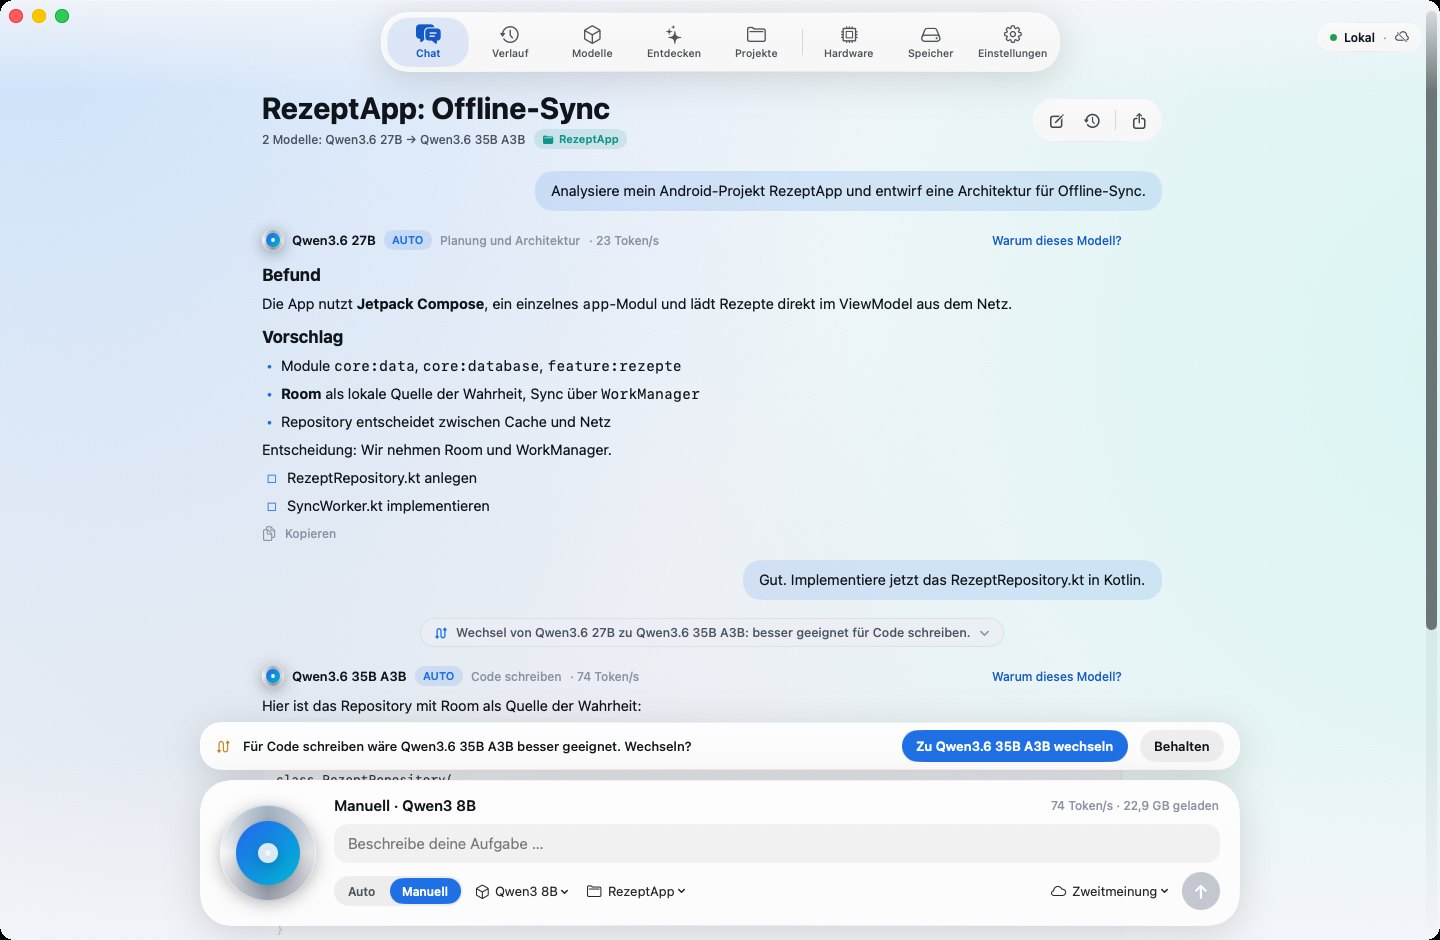 Chat
Verlauf
Modelle
Entdecken
Projekte
Hardware
Speicher
Einstellungen
Lokal ·
RezeptApp: Offline-Sync
2 Modelle: Qwen3.6 27B → Qwen3.6 35B A3B RezeptApp
Analysiere mein Android-Projekt RezeptApp und entwirf eine Architektur für Offline-Sync.
Qwen3.6 27B AUTO Planung und Architektur · 23 Token/s Warum dieses Modell?
Befund
Die App nutzt Jetpack Compose, ein einzelnes app-Modul und lädt Rezepte direkt im ViewModel aus dem Netz.
Vorschlag
• Module core:data, core:database, feature:rezepte
• Room als lokale Quelle der Wahrheit, Sync über WorkManager
• Repository entscheidet zwischen Cache und Netz
Entscheidung: Wir nehmen Room und WorkManager.
RezeptRepository.kt anlegen
SyncWorker.kt implementieren
Kopieren
Gut. Implementiere jetzt das RezeptRepository.kt in Kotlin.
Wechsel von Qwen3.6 27B zu Qwen3.6 35B A3B: besser geeignet für Code schreiben.
Qwen3.6 35B A3B AUTO Code schreiben · 74 Token/s Warum dieses Modell?
Hier ist das Repository mit Room als Quelle der Wahrheit:
Für Code schreiben wäre Qwen3.6 35B A3B besser geeignet. Wechseln? Zu Qwen3.6 35B A3B wechseln Behalten
class RezeptRepository(
Manuell · Qwen3 8B 74 Token/s · 22,9 GB geladen
Beschreibe deine Aufgabe ...
Auto Manuell Qwen3 8B RezeptApp Zweitmeinung
}